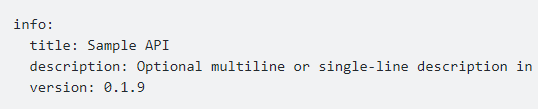 info:
  title: Sample API
  description: Optional multiline or single-line description in
  version: 0.1.9